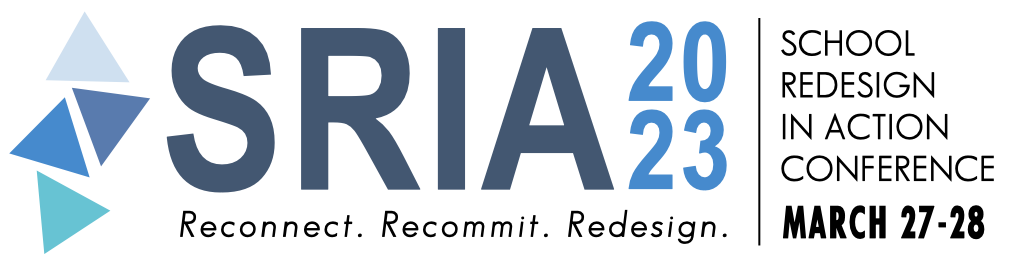 SRIA
20
23
Reconnect. Recommit. Redesign.
SCHOOL
REDESIGN
IN ACTION
CONFERENCE
MARCH 27-28